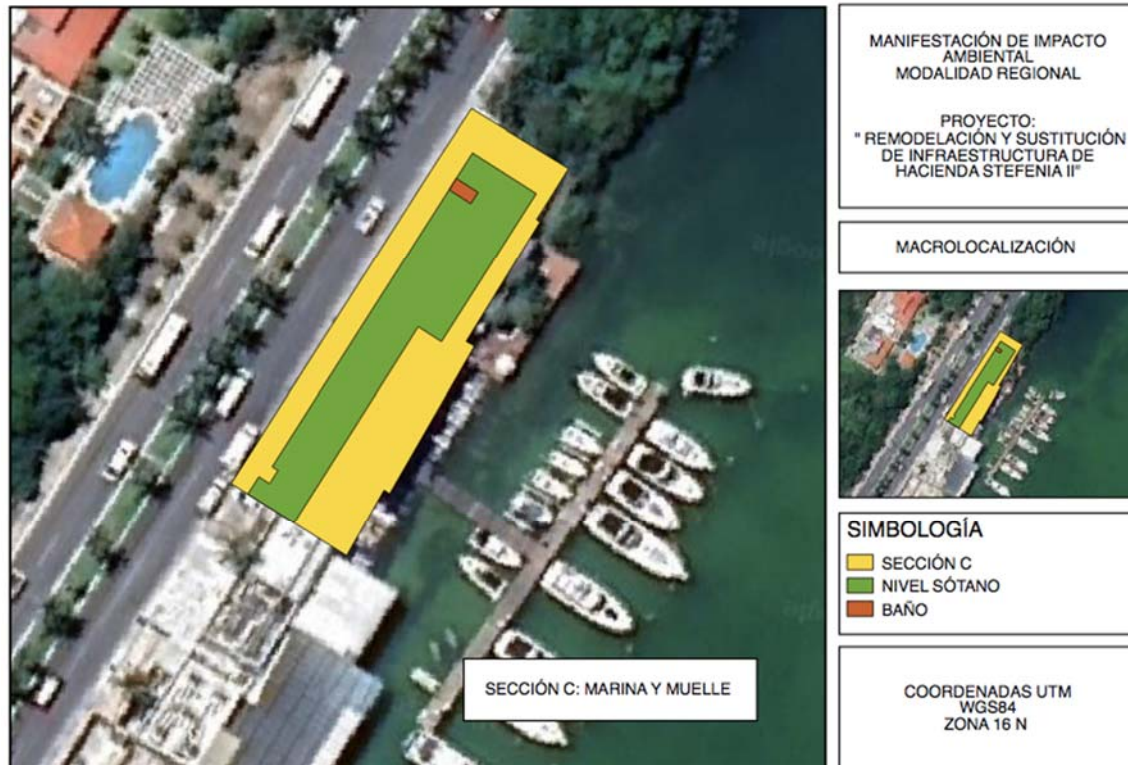 MANIFESTACIÓN DE IMPACTO
AMBIENTAL
MODALIDAD REGIONAL
PROYECTO:
" REMODELACIÓN Y SUSTITUCIÓN
DE INFRAESTRUCTURA DE
HACIENDA STEFENIA II"
MACROLOCALIZACIÓN
SIMBOLOGÍA
SECCIÓN C
NIVEL SÓTANO
BAÑO
SECCIÓN C: MARINA Y MUELLE
COORDENADAS UTM
WGS84
ZONA 16 N